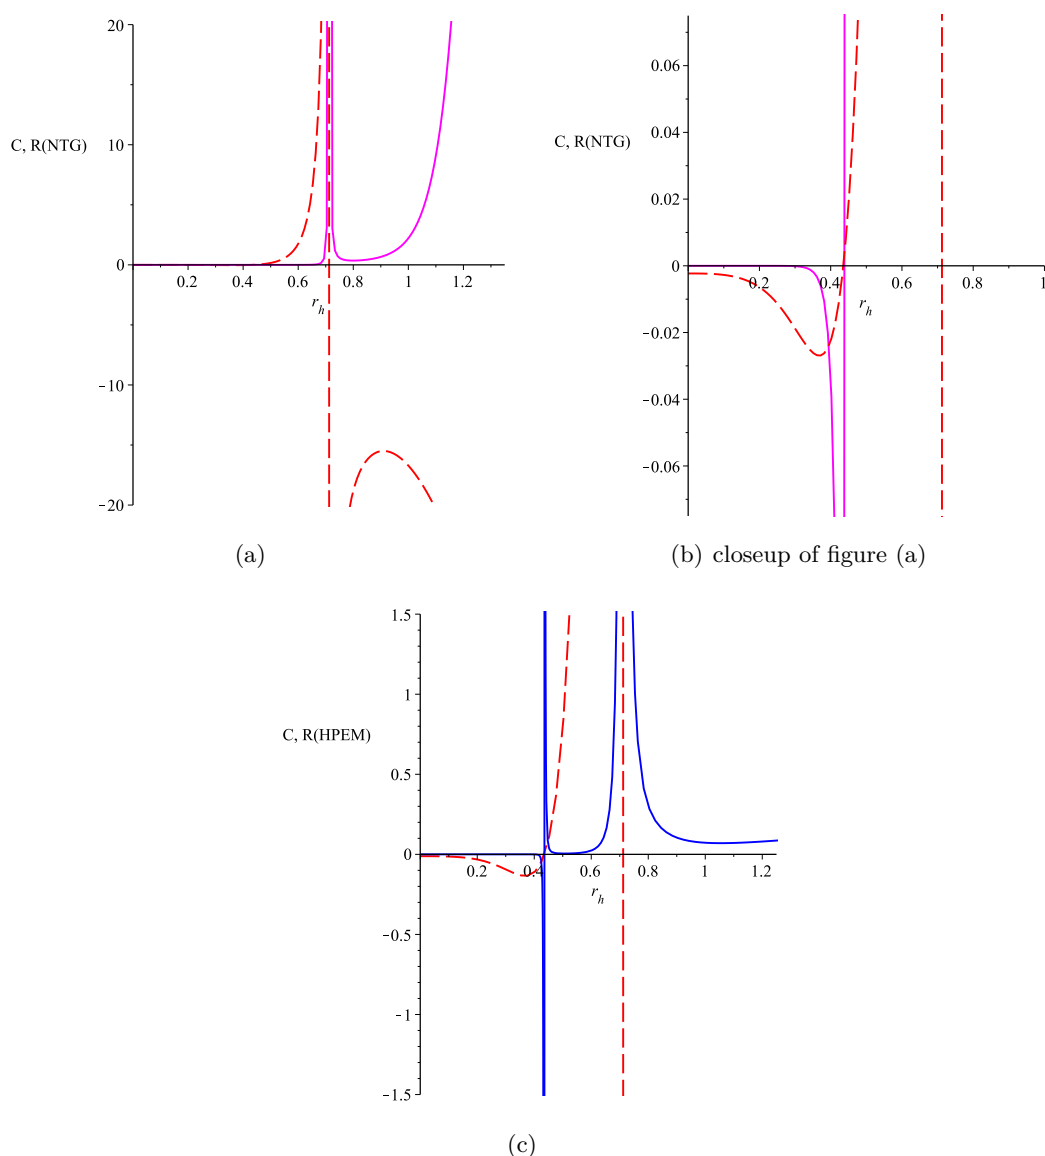 20
10
C, R(NTG)
0
0.2 0.4 0.6 0.8 1 1.2
r_h
-10
-20
(a)
0.06
0.04
C, R(NTG)
0.02
0
0.2 0.4 0.6 0.8 1
r_h
-0.02
-0.04
-0.06
(b) closeup of figure (a)
1.5
1
C, R(HPEM)
0.5
0
0.2 0.4 0.6 0.8 1 1.2
r_h
-0.5
-1
-1.5
(c)